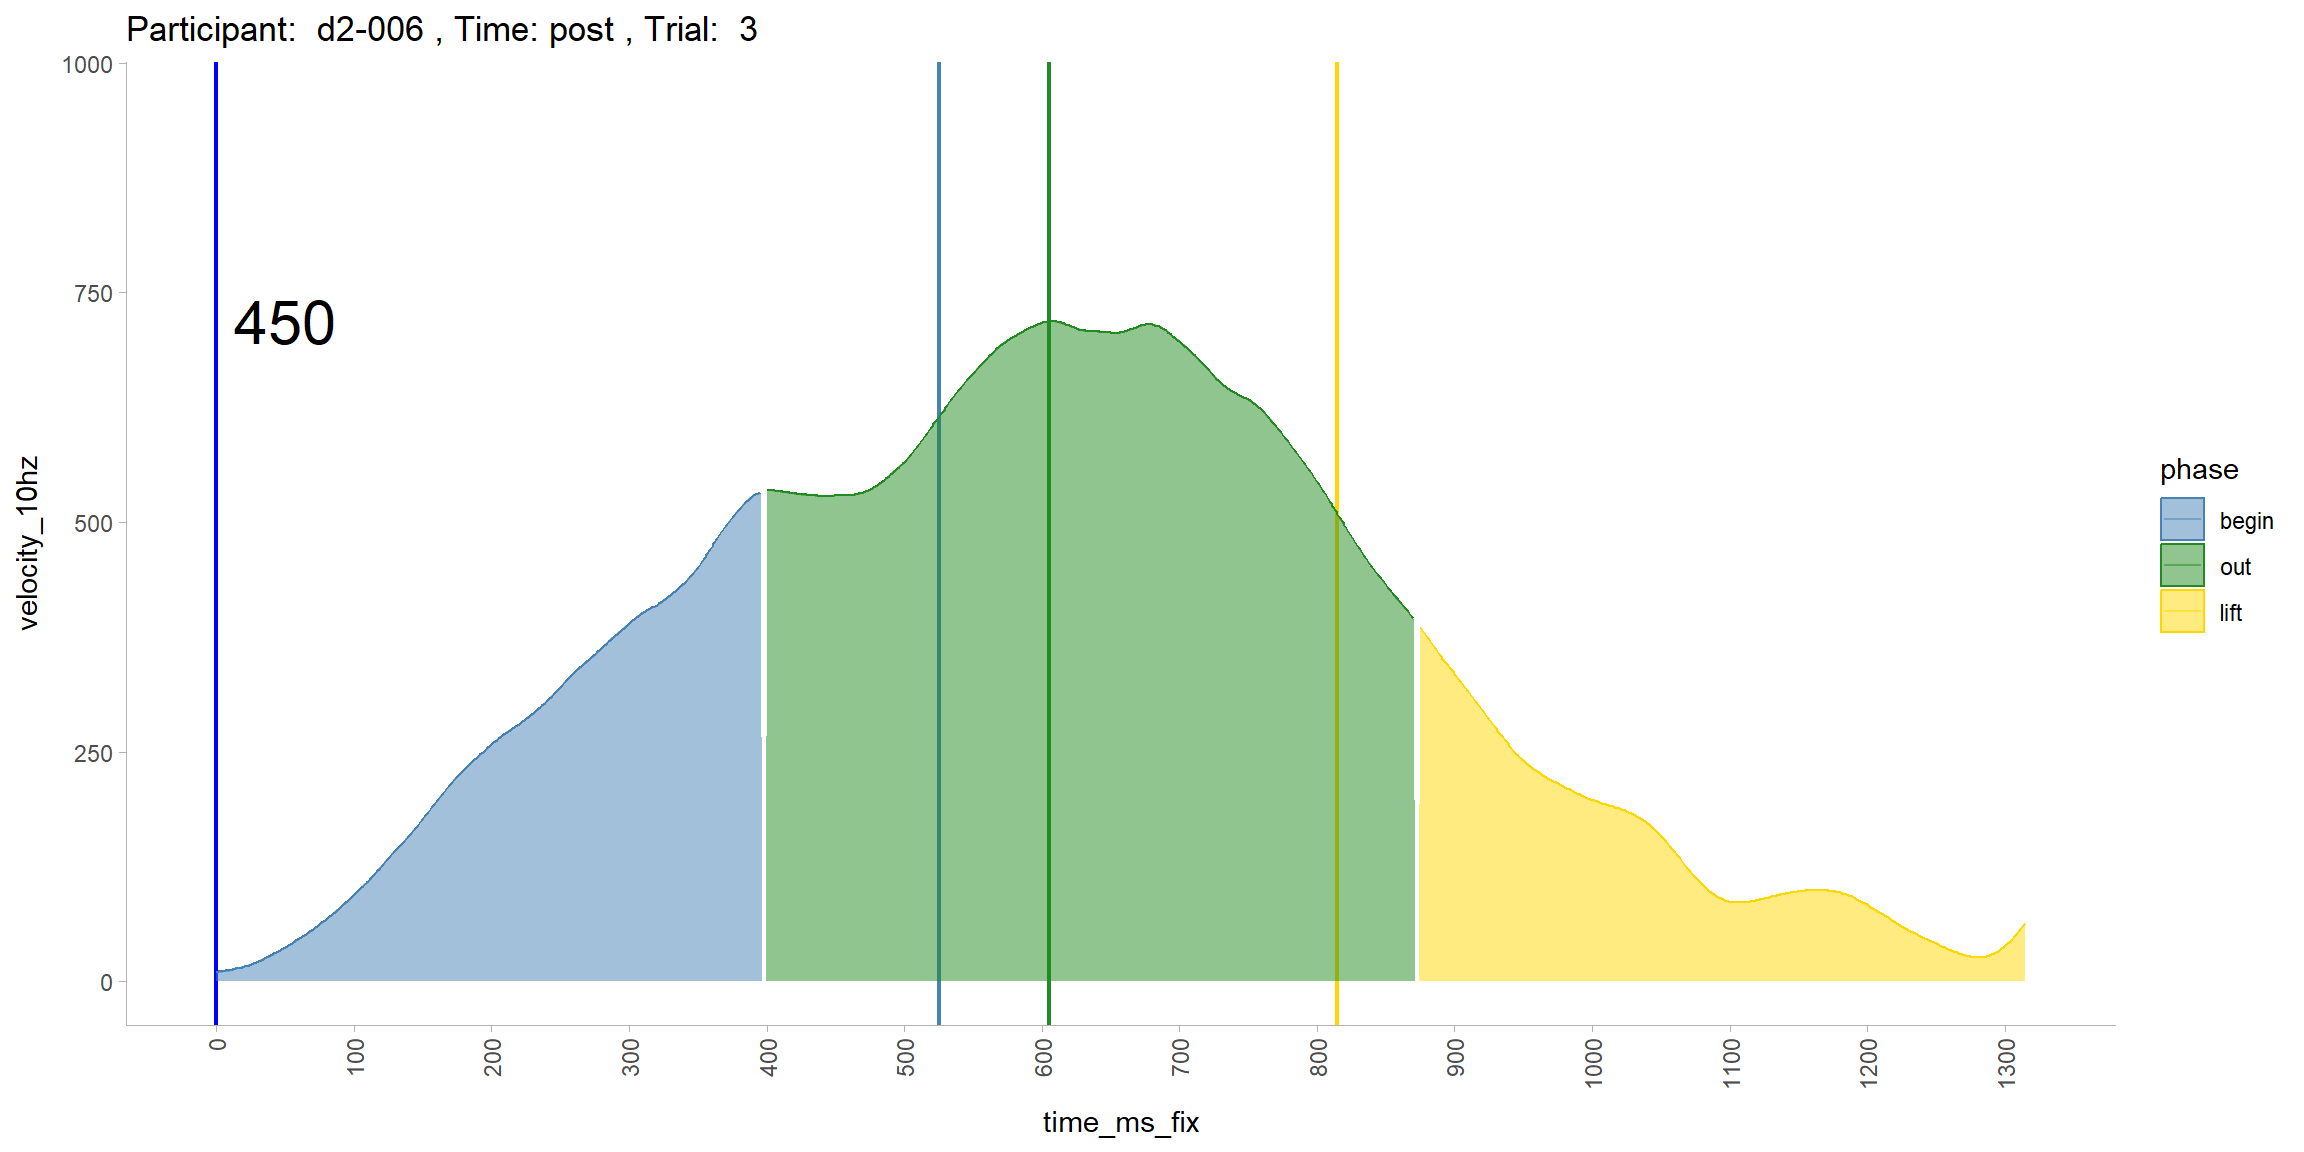 Participant:  d2-006 , Time: post , Trial:  3
1000
750
500
250
0
velocity_10hz
450
0
100
200
300
400
500
600
700
800
900
1000
1100
1200
1300
time_ms_fix
phase
begin
out
lift